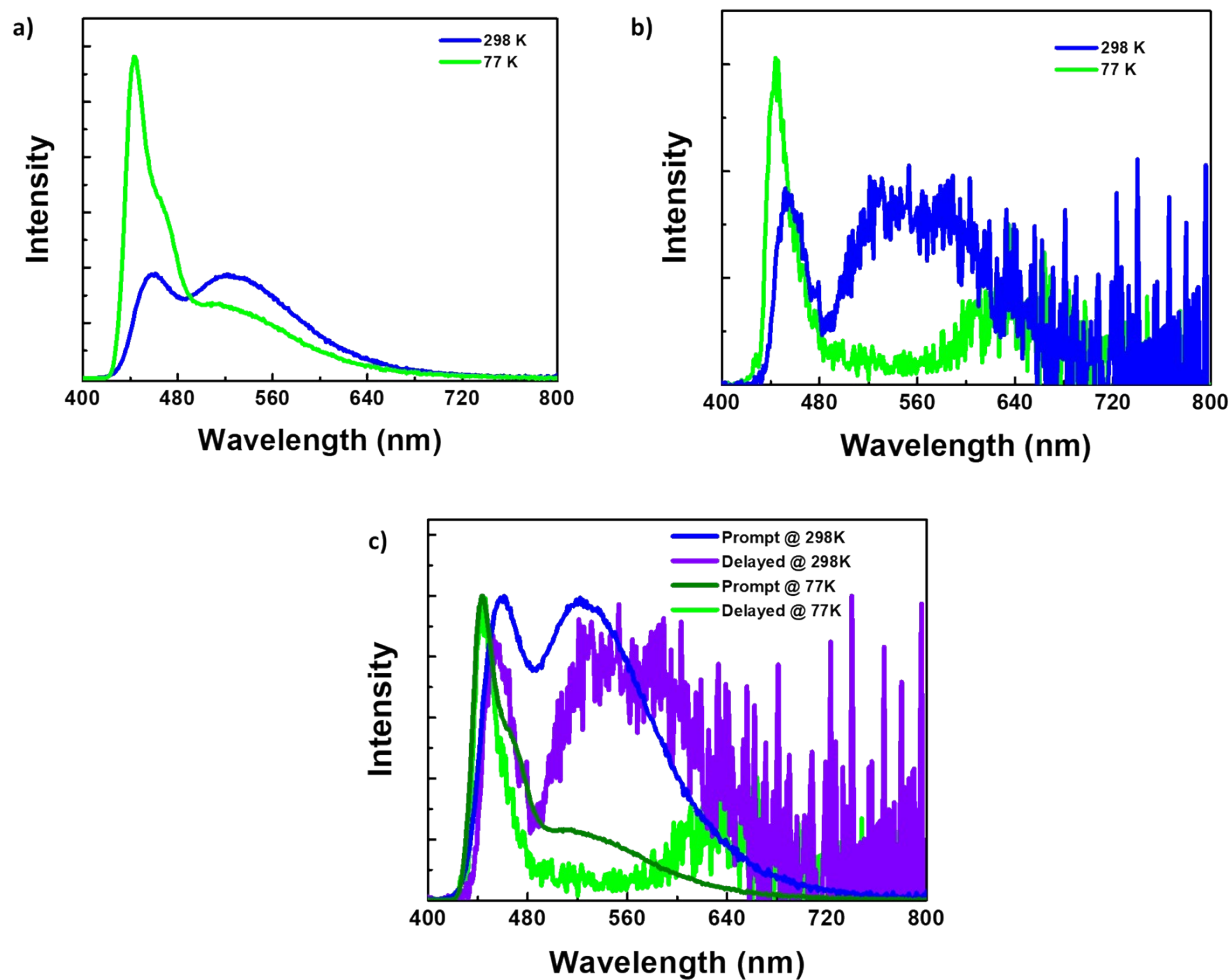 a)
298 K
77 K
Intensity
400 480 560 640 720 800
Wavelength (nm)
b)
298 K
77 K
Intensity
400 480 560 640 720 800
Wavelength (nm)
c)
Prompt @ 298K
Delayed @ 298K
Prompt @ 77K
Delayed @ 77K
Intensity
400 480 560 640 720 800
Wavelength (nm)